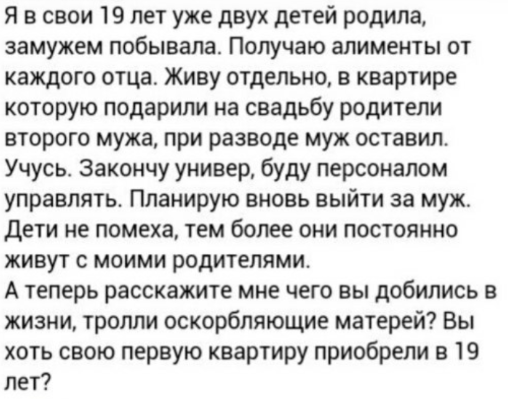 Я в свои 19 лет уже двух детей родила,
замужем побывала. Получаю алименты от
каждого отца. Живу отдельно, в квартире
которую подарили на свадьбу родители
второго мужа, при разводе муж оставил.
Учусь. Закончу универ, буду персоналом
управлять. Планирую вновь выйти за муж.
Дети не помеха, тем более они постоянно
живут с моими родителями.
А теперь расскажите мне чего вы добились в
жизни, тролли оскорбляющие матерей? Вы
хоть свою первую квартиру приобрели в 19
лет?